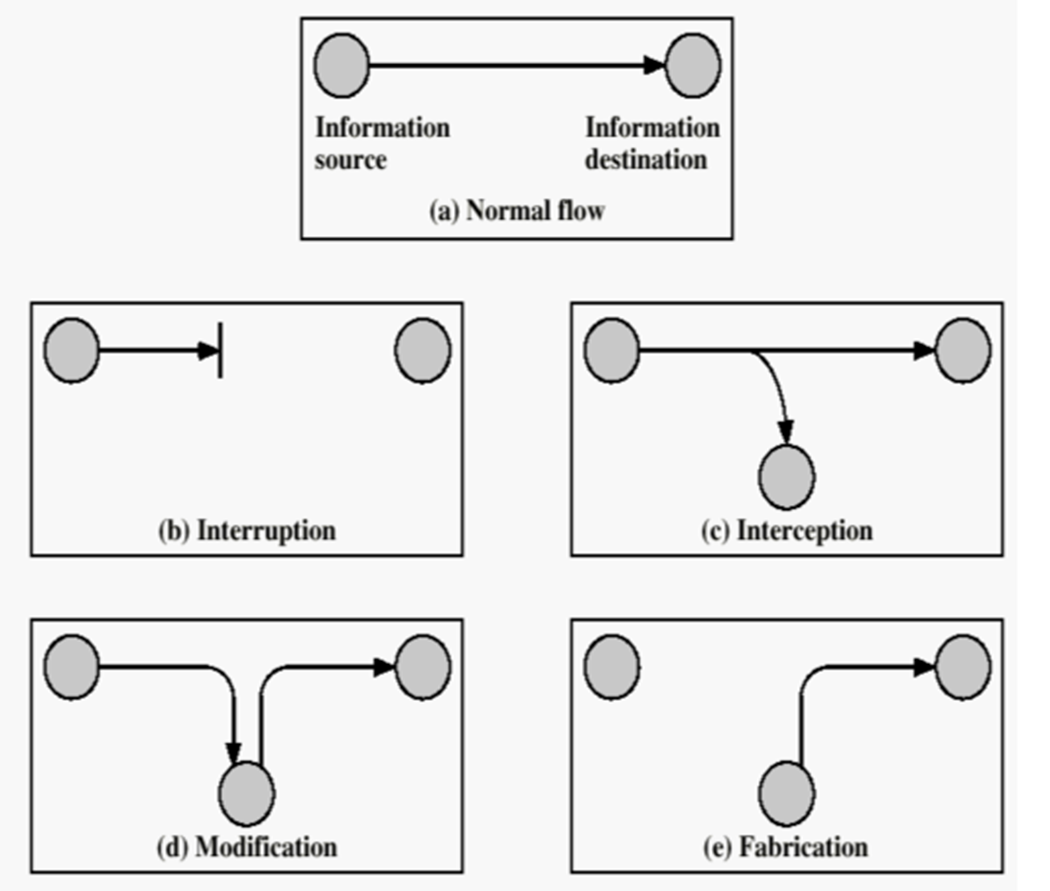 Information
source
Information
destination
(a) Normal flow
(b) Interruption
(c) Interception
(d) Modification
(e) Fabrication